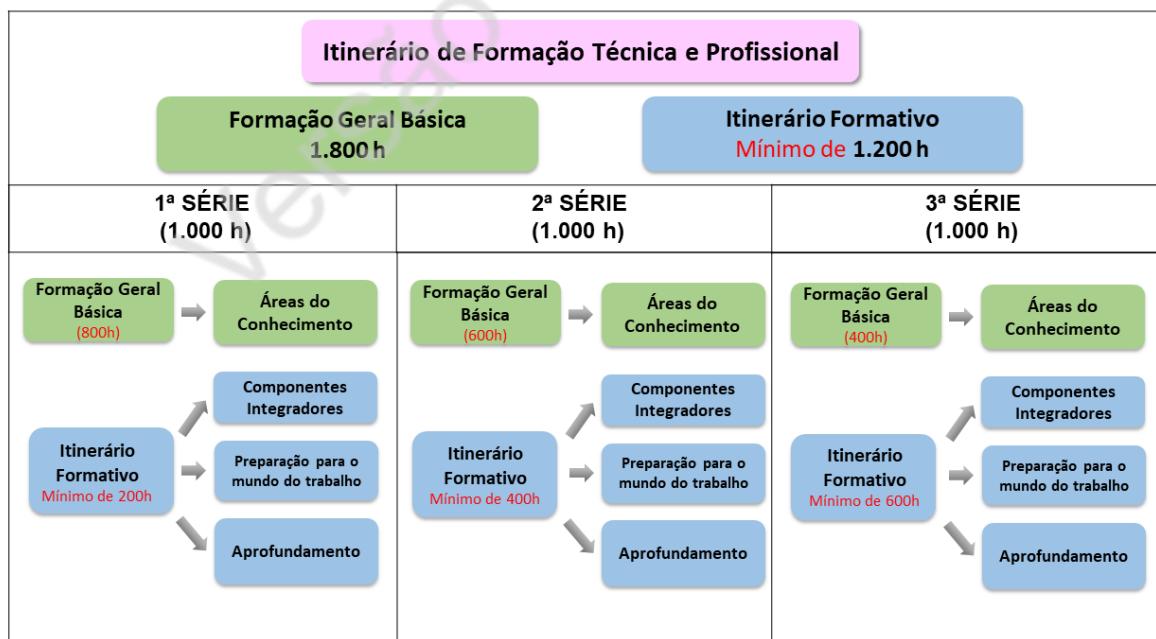 Itinerário de Formação Técnica e Profissional
Formação Geral Básica
1.800 h
Itinerário Formativo
Mínimo de 1.200 h
1ª SÉRIE
(1.000 h)
2ª SÉRIE
(1.000 h)
3ª SÉRIE
(1.000 h)
Formação Geral
Básica
(800h)
Áreas do
Conhecimento
Itinerário
Formativo
Mínimo de 200h
Componentes
Integradores
Preparação para o
mundo do trabalho
Aprofundamento
Formação Geral
Básica
(600h)
Áreas do
Conhecimento
Itinerário
Formativo
Mínimo de 400h
Componentes
Integradores
Preparação para o
mundo do trabalho
Aprofundamento
Formação Geral
Básica
(400h)
Áreas do
Conhecimento
Itinerário
Formativo
Mínimo de 600h
Componentes
Integradores
Preparação para o
mundo do trabalho
Aprofundamento
Versão